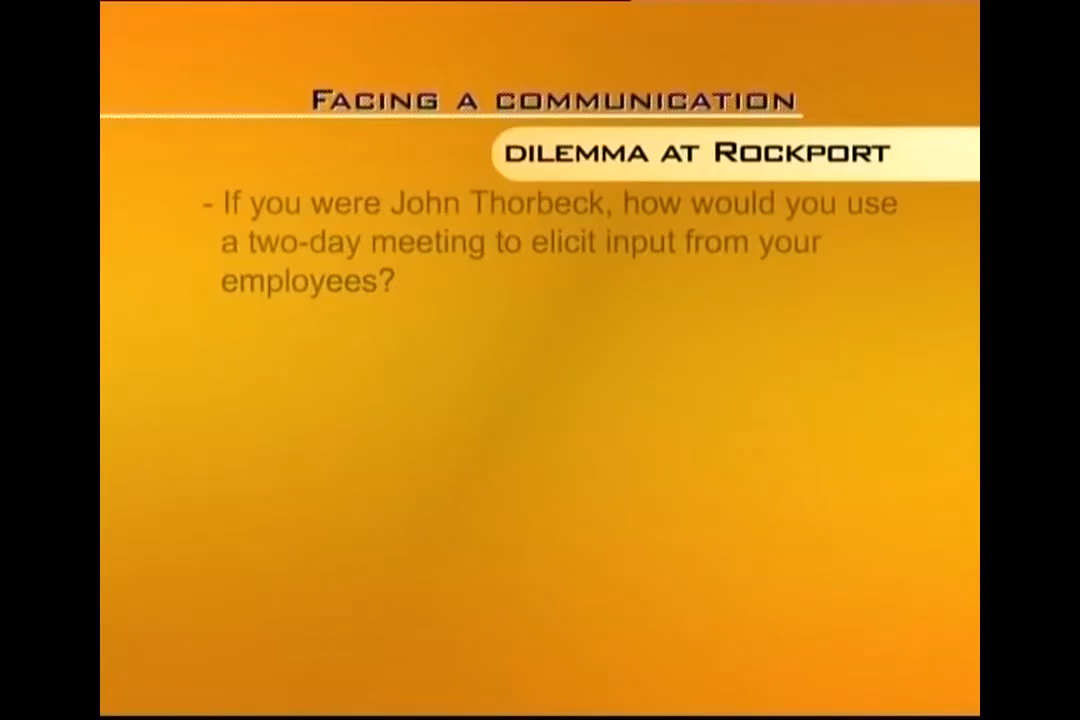 FACING A COMMUNICATION
DILEMMA AT ROCKPORT
- If you were John Thorbeck, how would you use
a two-day meeting to elicit input from your
employees?